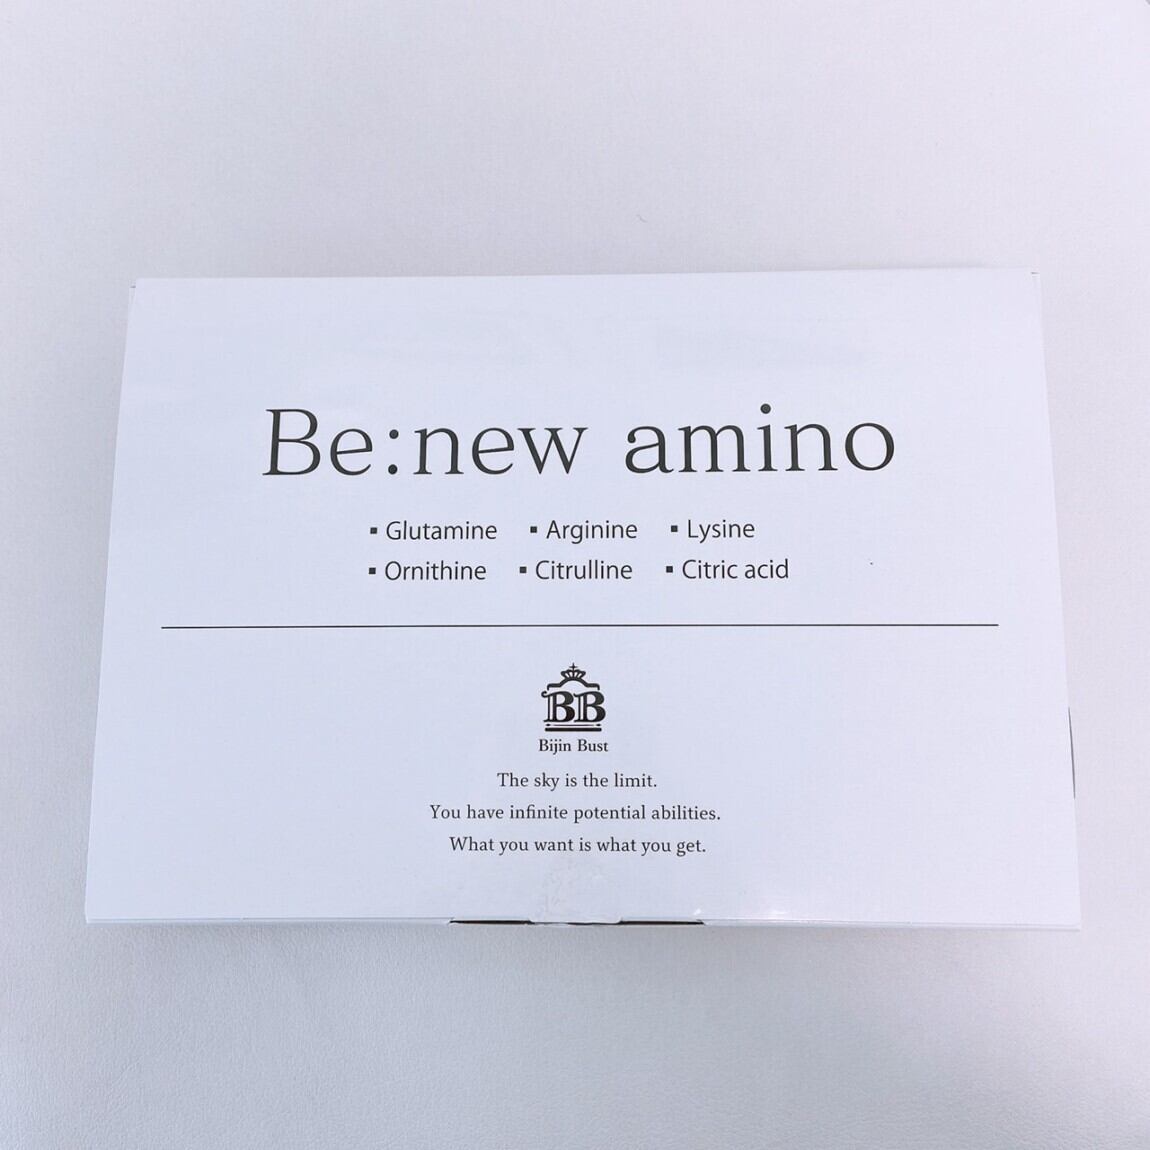 Be:new amino
▪ Glutamine ▪ Arginine ▪ Lysine
▪ Ornithine ▪ Citrulline ▪ Citric acid
BB
Bijin Bust
The sky is the limit.
You have infinite potential abilities.
What you want is what you get.